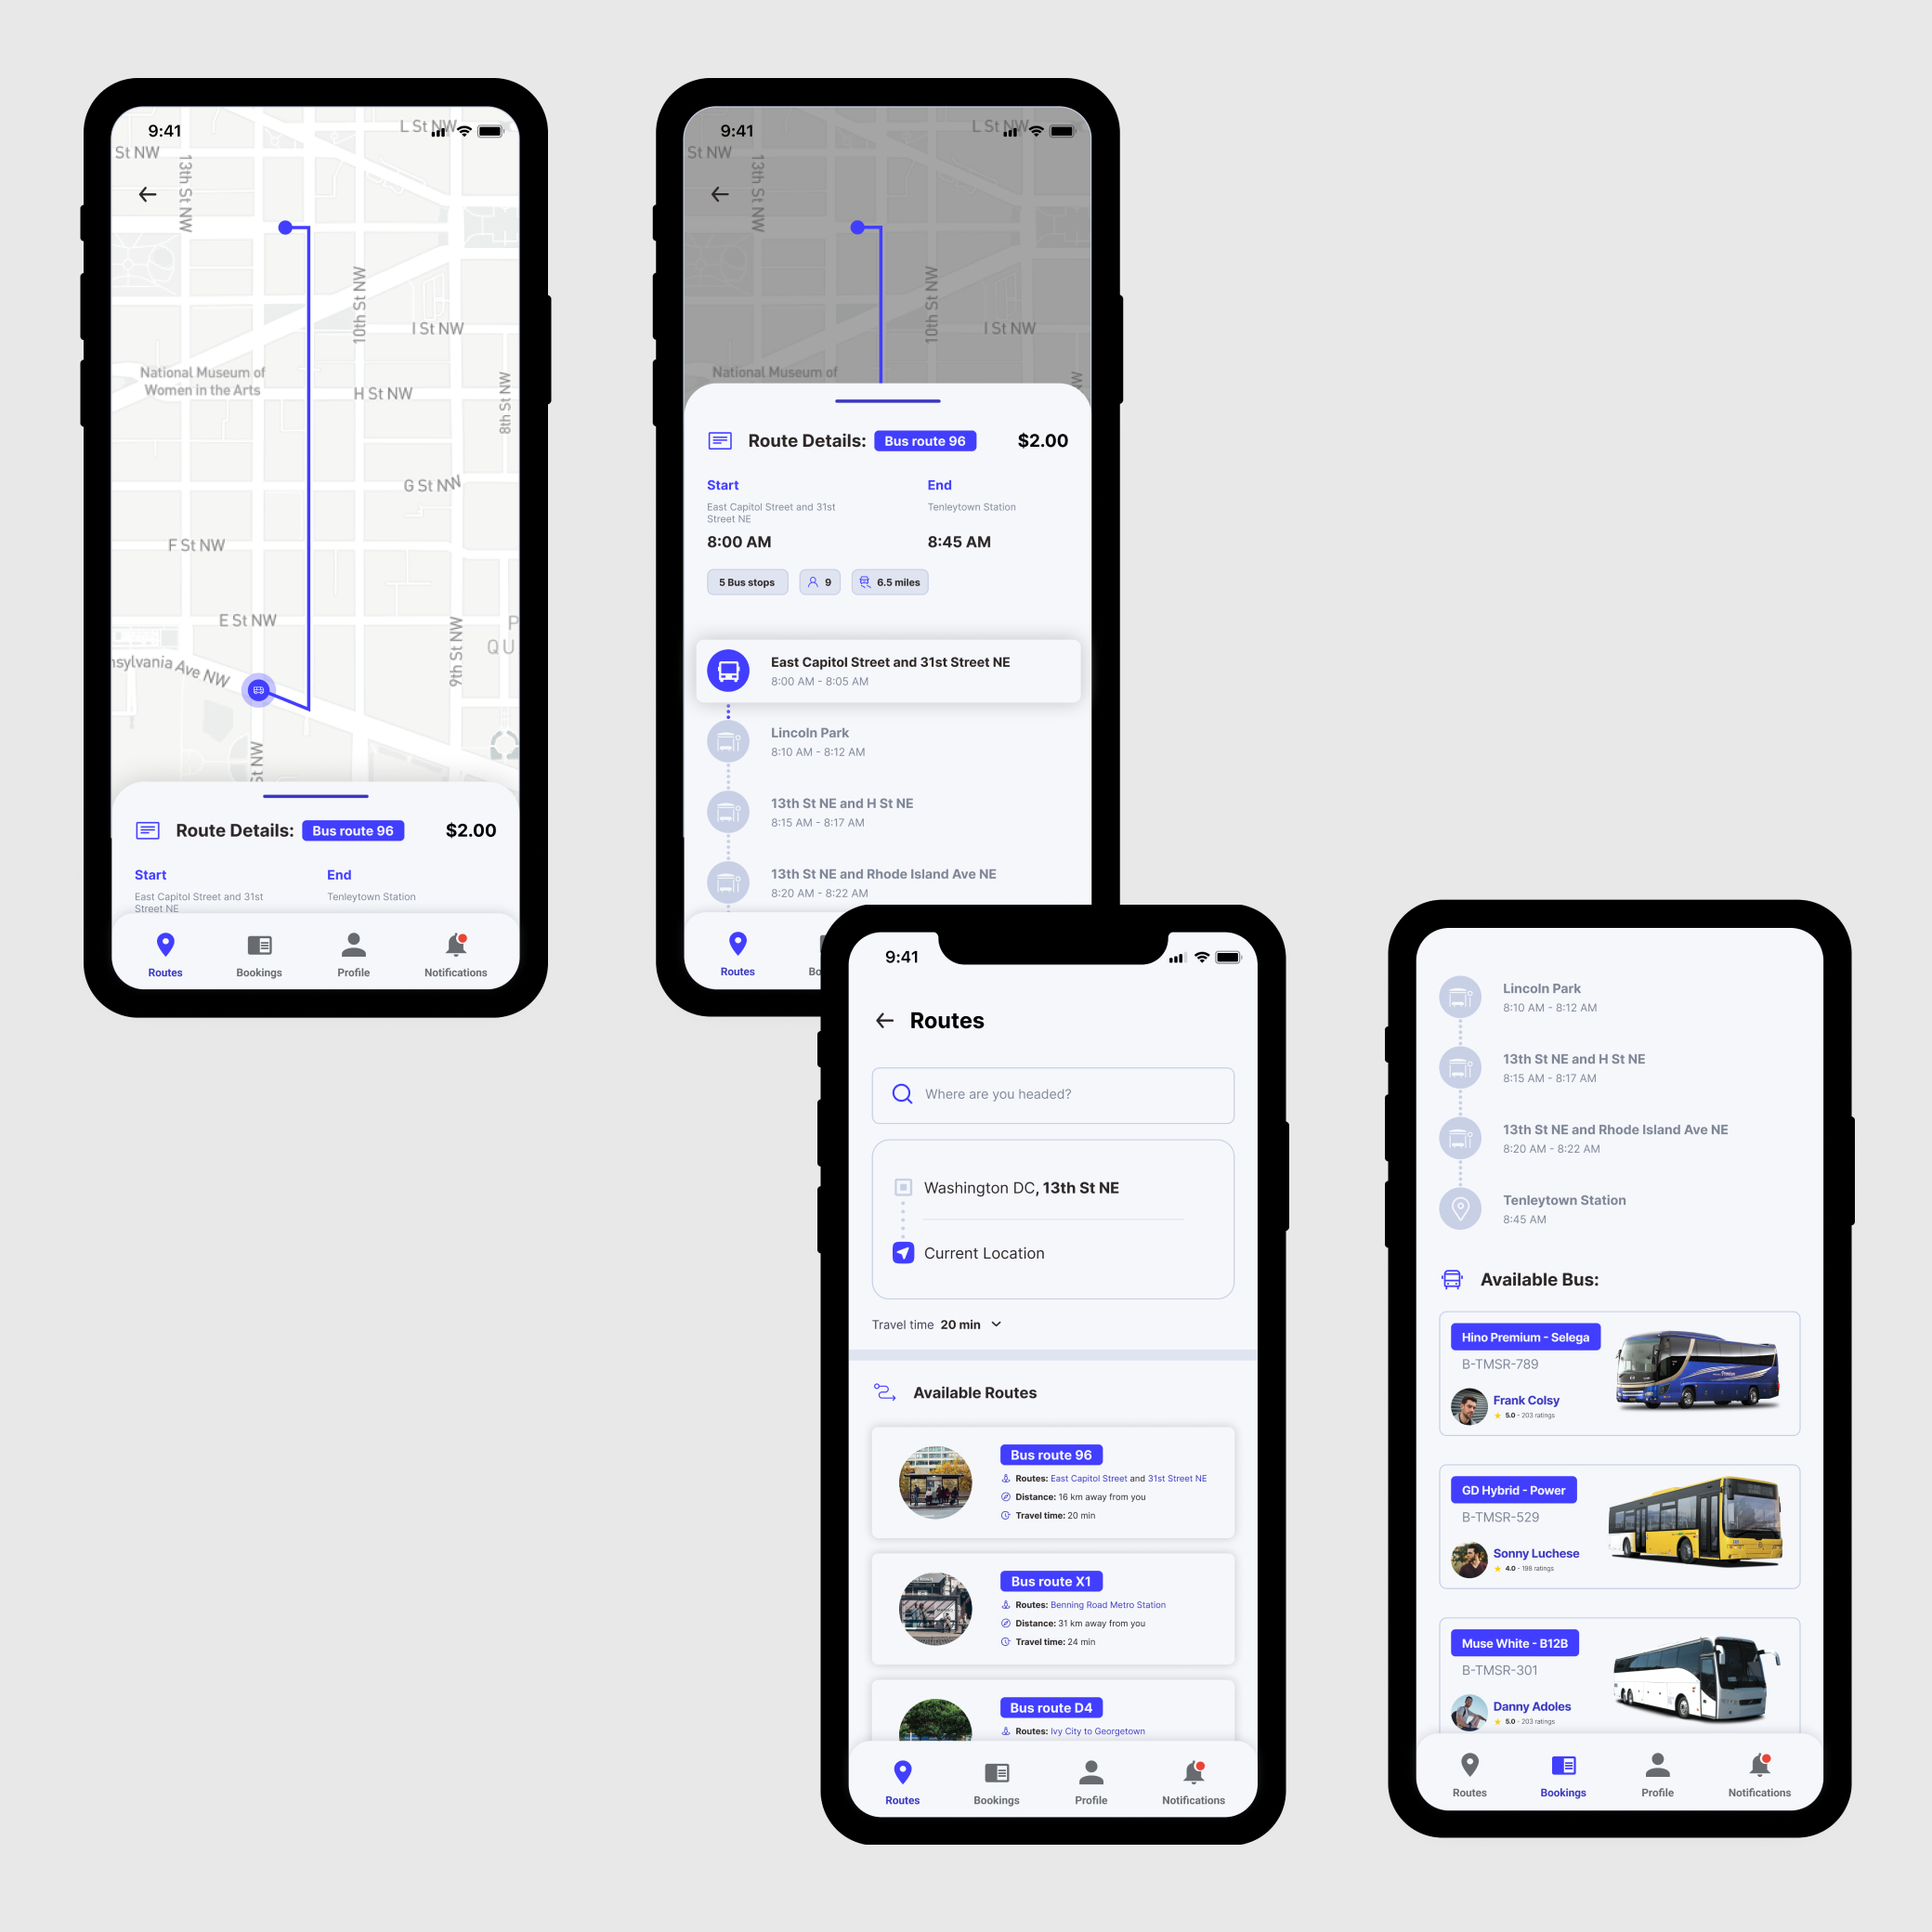 9:41
L St NW
St NW
13th St NW
10th St NW
I St NW
National Museum of
Women in the Arts
H St NW
8th St NW
G St NW
F St NW
E St NW
9th St NW
P
QU
nsylvania Ave NW
St NW
Route Details: Bus route 96 $2.00
Start End
East Capitol Street and 31st Tenleytown Station
Street NE
Routes Bookings Profile Notifications
9:41
L St NW
St NW
13th St NW
10th St NW
I St NW
National Museum of
W
Route Details: Bus route 96 $2.00
Start End
East Capitol Street and 31st Tenleytown Station
Street NE
8:00 AM 8:45 AM
5 Bus stops 9 6.5 miles
East Capitol Street and 31st Street NE
8:00 AM - 8:05 AM
Lincoln Park
8:10 AM - 8:12 AM
13th St NE and H St NE
8:15 AM - 8:17 AM
13th St NE and Rhode Island Ave NE
8:20 AM - 8:22 AM
Routes Bo
9:41
Routes
Where are you headed?
Washington DC, 13th St NE
Current Location
Travel time 20 min
Available Routes
Bus route 96
Routes: East Capitol Street and 31st Street NE
Distance: 16 km away from you
Travel time: 20 min
Bus route X1
Routes: Benning Road Metro Station
Distance: 31 km away from you
Travel time: 24 min
Bus route D4
Routes: Ivy City to Georgetown
Routes Bookings Profile Notifications
Lincoln Park
8:10 AM - 8:12 AM
13th St NE and H St NE
8:15 AM - 8:17 AM
13th St NE and Rhode Island Ave NE
8:20 AM - 8:22 AM
Tenleytown Station
8:45 AM
Available Bus:
Hino Premium - Selega
B-TMSR-789
Frank Colsy
5.0 - 203 ratings
GD Hybrid - Power
B-TMSR-529
Sonny Luchese
4.0 - 198 ratings
Muse White - B12B
B-TMSR-301
Danny Adoles
5.0 - 203 ratings
Routes Bookings Profile Notifications